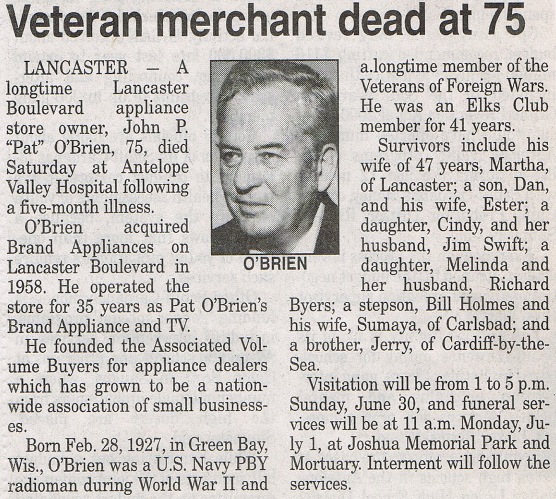 Veteran merchant dead at 75
LANCASTER — A
longtime Lancaster
Boulevard appliance
store owner, John P.
"Pat" O'Brien, 75, died
Saturday at Antelope
Valley Hospital following
a five-month illness.
O'Brien acquired
Brand Appliances on
Lancaster Boulevard in
1958. He operated the
store for 35 years as Pat O'Brien's
Brand Appliance and TV.
He founded the Associated Vol-
ume Buyers for appliance dealers
which has grown to be a nation-
wide association of small business-
es.
Born Feb. 28, 1927, in Green Bay,
Wis., O'Brien was a U.S. Navy PBY
radioman during World War II and
O'BRIEN
a.longtime member of the
Veterans of Foreign Wars.
He was an Elks Club
member for 41 years.
Survivors include his
wife of 47 years, Martha,
of Lancaster; a son, Dan,
and his wife, Ester; a
daughter, Cindy, and her
husband, Jim Swift; a
daughter, Melinda and
her husband, Richard
Byers; a stepson, Bill Holmes and
his wife, Sumaya, of Carlsbad; and
a brother, Jerry, of Cardiff-by-the-
Sea.
Visitation will be from 1 to 5 p.m.
Sunday, June 30, and funeral ser-
vices will be at 11 a.m. Monday, Ju-
ly 1, at Joshua Memorial Park and
Mortuary. Interment will follow the
services.